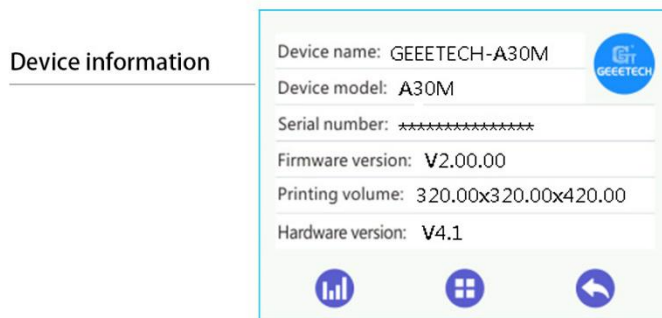 Device information
Device name: GEEETECH-A30M
GEEETECH
Device model: A30M
Serial number: ***************
Firmware version: V2.00.00
Printing volume: 320.00x320.00x420.00
Hardware version: V4.1